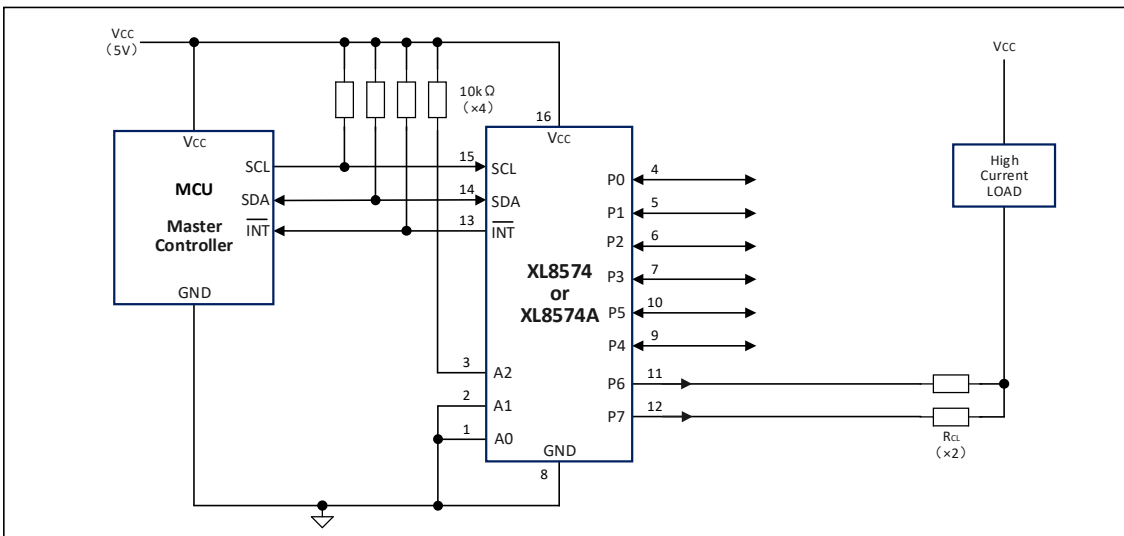 Vcc
（5V）
Vcc
10kΩ
（×4）
16
Vcc
Vcc
SCL
15
SCL
MCU
SDA
14
SDA
Master
Controller
INT
13
INT
GND
XL8574
or
XL8574A
P0
4
P1
5
P2
6
P3
7
P5
10
P4
9
P6
11
P7
12
3
A2
2
A1
1
A0
GND
8
High
Current
LOAD
RCL
（×2）